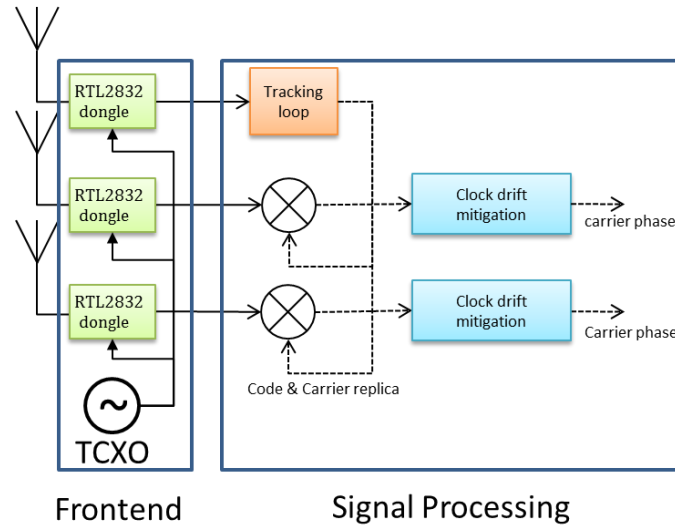 RTL2832
dongle
Tracking
loop
RTL2832
dongle
Clock drift
mitigation
carrier phase
RTL2832
dongle
Clock drift
mitigation
Carrier phase
Code & Carrier replica
~
TCXO
Frontend
Signal Processing